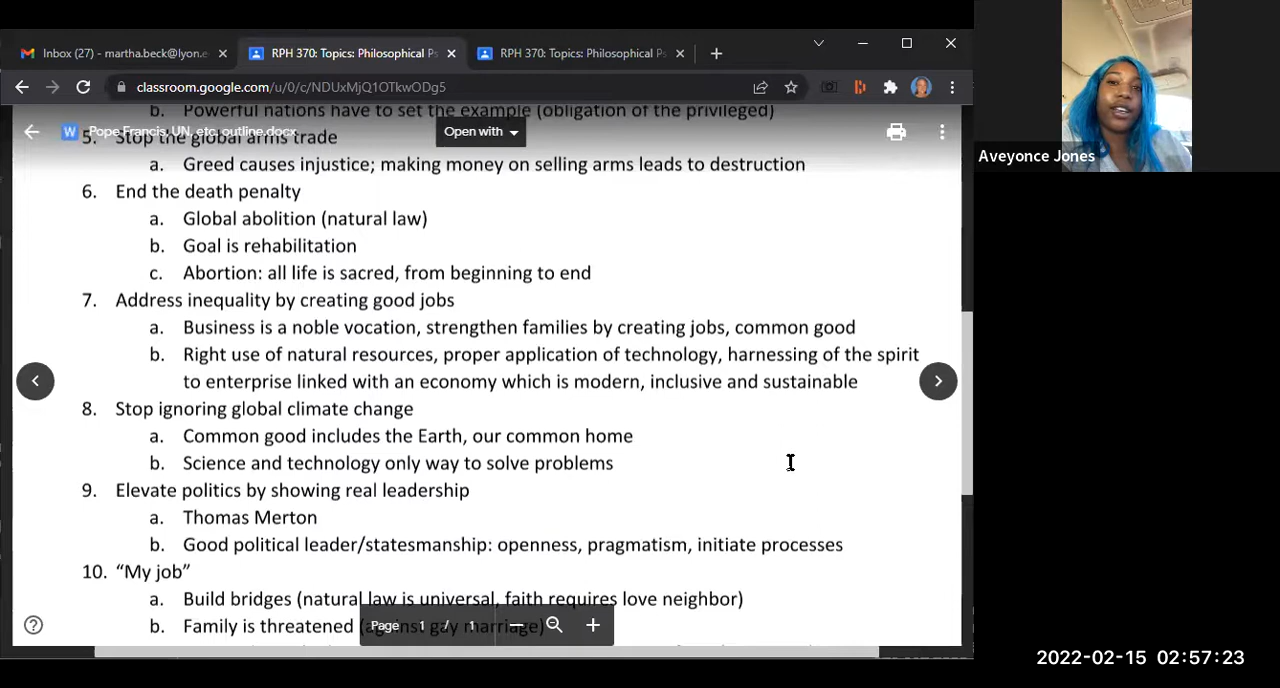 Inbox (27) - martha.beck@lyon.e
RPH 370: Topics: Philosophical Ps
RPH 370: Topics: Philosophical Ps
classroom.google.com/u/0/c/NDUxMjQ1OTkwODg5
b. Powerful nations have to set the example (obligation of the privileged)
W Pope Francis, UN, etc. outline.docx
Open with
5. Stop the global arms trade
a. Greed causes injustice; making money on selling arms leads to destruction
6. End the death penalty
a. Global abolition (natural law)
b. Goal is rehabilitation
c. Abortion: all life is sacred, from beginning to end
7. Address inequality by creating good jobs
a. Business is a noble vocation, strengthen families by creating jobs, common good
b. Right use of natural resources, proper application of technology, harnessing of the spirit
to enterprise linked with an economy which is modern, inclusive and sustainable
8. Stop ignoring global climate change
a. Common good includes the Earth, our common home
b. Science and technology only way to solve problems
9. Elevate politics by showing real leadership
a. Thomas Merton
b. Good political leader/statesmanship: openness, pragmatism, initiate processes
10. “My job”
a. Build bridges (natural law is universal, faith requires love neighbor)
b. Family is threatened (against gay marriage)
Page 1 / 1
Aveyonce Jones
2022-02-15 02:57:23